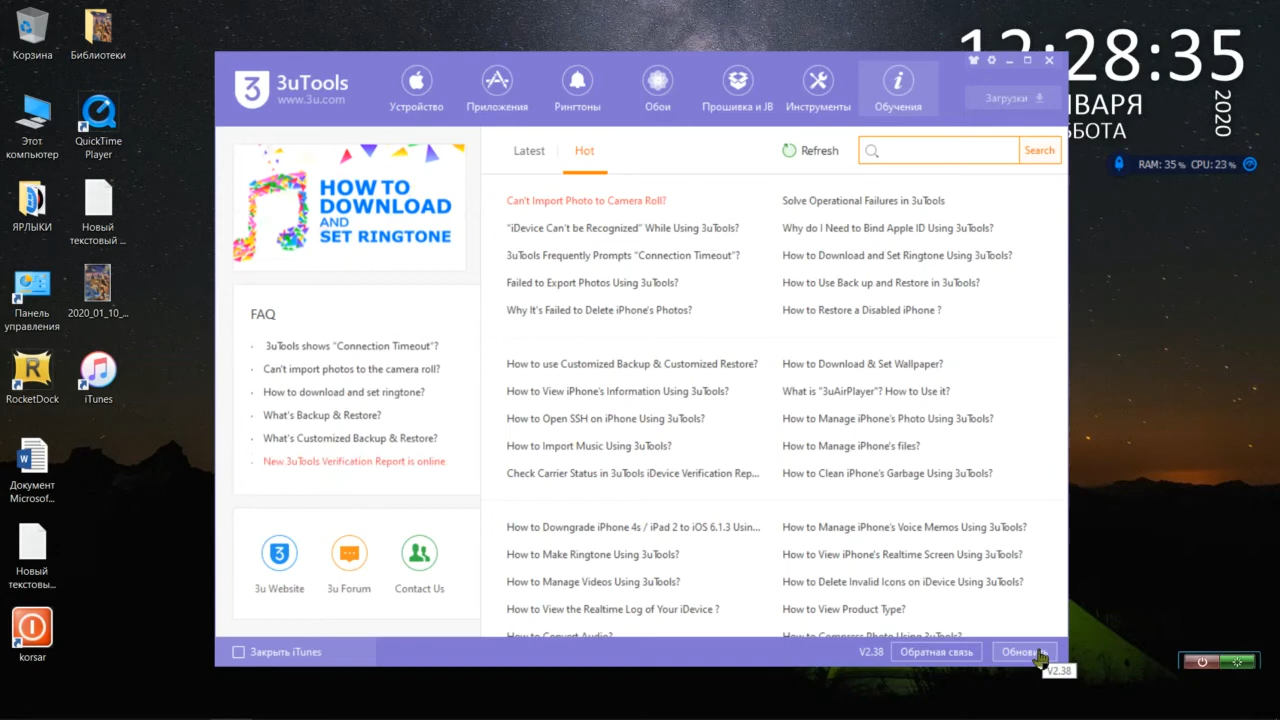 Корзина
Библиотеки
Этот
компьютер
QuickTime
Player
ЯРЛЫКИ
Новый
текстовый ...
Панель
управления
2020_01_10_...
RocketDock
iTunes
Документ
Microsof...
Новый
текстовы...
korsar
12:28:35
ЯНВАРЯ
2020
RAM: 35 % CPU: 23 %
3uTools
www.3u.com
Устройство
Приложения
Рингтоны
Обои
Прошивка и JB
Инструменты
Обучения
Загрузки
HOW TO
DOWNLOAD
AND
SET RINGTONE
FAQ
3uTools shows "Connection Timeout"?
Can't import photos to the camera roll?
How to download and set ringtone?
What's Backup & Restore?
What's Customized Backup & Restore?
New 3uTools Verification Report is online
3u Website
3u Forum
Contact Us
Latest
Hot
Refresh
Search
Can't Import Photo to Camera Roll?
Solve Operational Failures in 3uTools
"iDevice Can't be Recognized" While Using 3uTools?
Why do I Need to Bind Apple ID Using 3uTools?
3uTools Frequently Prompts "Connection Timeout"?
How to Download and Set Ringtone Using 3uTools?
Failed to Export Photos Using 3uTools?
How to Use Back up and Restore in 3uTools?
Why It's Failed to Delete iPhone's Photos?
How to Restore a Disabled iPhone ?
How to use Customized Backup & Customized Restore?
How to Download & Set Wallpaper?
How to View iPhone's Information Using 3uTools?
What is "3uAirPlayer"? How to Use it?
How to Open SSH on iPhone Using 3uTools?
How to Manage iPhone's Photo Using 3uTools?
How to Import Music Using 3uTools?
How to Manage iPhone's files?
Check Carrier Status in 3uTools iDevice Verification Rep...
How to Clean iPhone's Garbage Using 3uTools?
How to Downgrade iPhone 4s / iPad 2 to iOS 6.1.3 Usin...
How to Manage iPhone's Voice Memos Using 3uTools?
How to Make Ringtone Using 3uTools?
How to View iPhone's Realtime Screen Using 3uTools?
How to Manage Videos Using 3uTools?
How to Delete Invalid Icons on iDevice Using 3uTools?
How to View the Realtime Log of Your iDevice ?
How to View Product Type?
How to Convert Audio?
How to Compress Photo Using 3uTools?
Закрыть iTunes
V2.38
Обратная связь
Обновить
V2.38